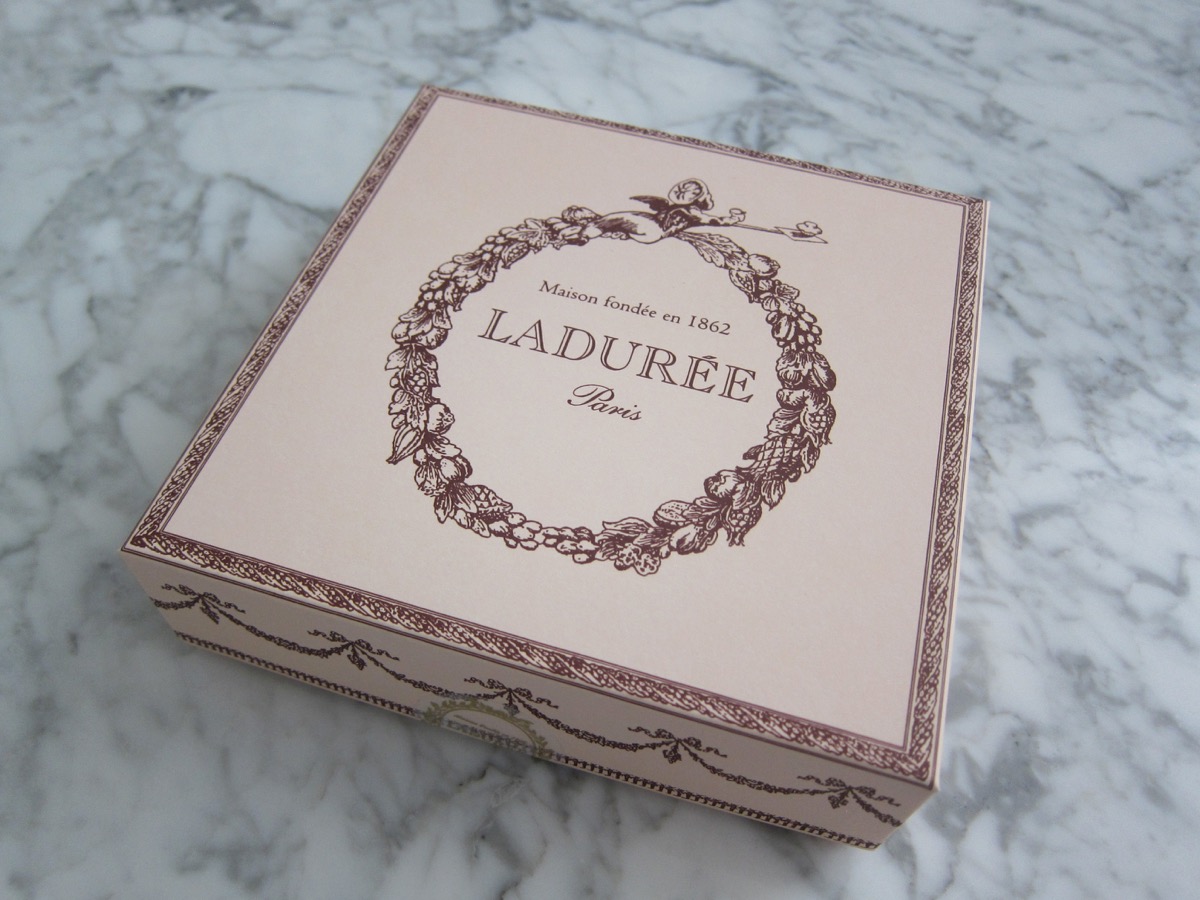 Maison fondée en 1862
LADURÉE
Paris